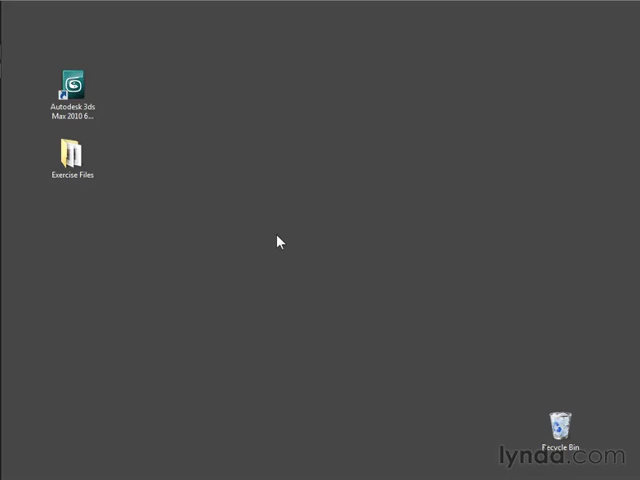 Autodesk 3ds
Max 2010 6...
Exercise Files
Recycle Bin
lynda.com